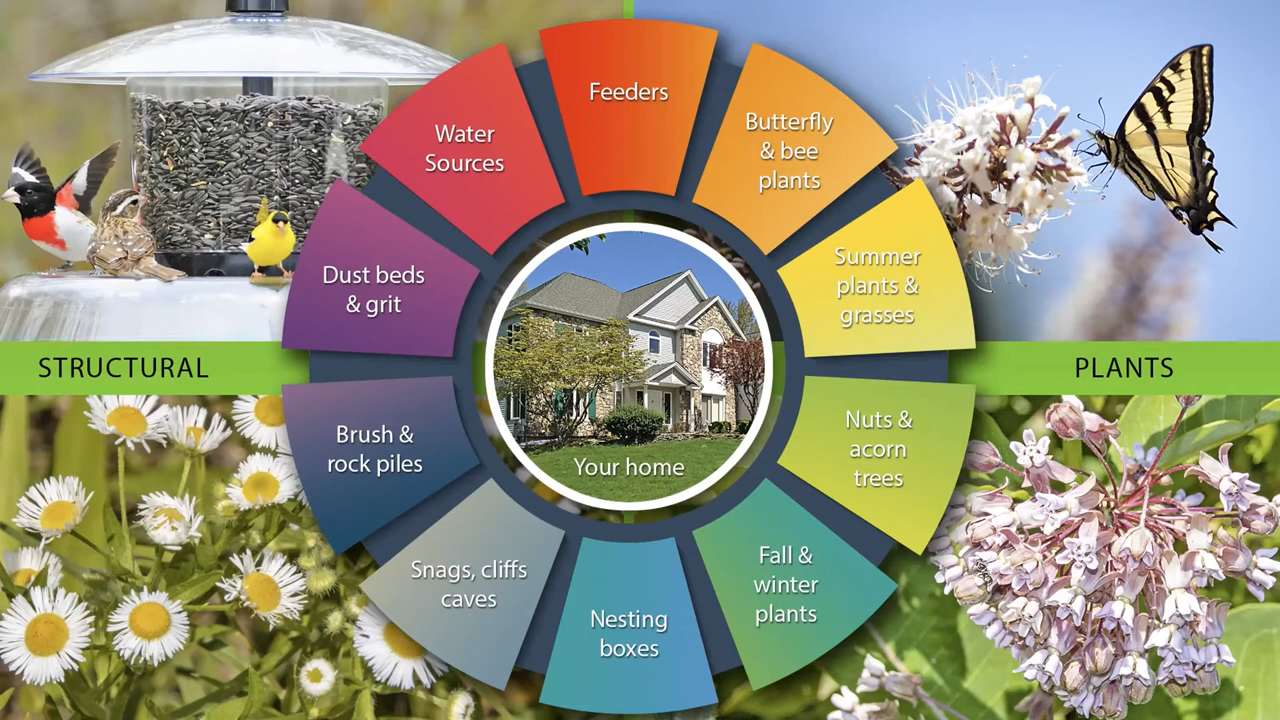 Feeders
Butterfly
& bee
plants
Summer
plants &
grasses
Nuts &
acorn
trees
Fall &
winter
plants
Nesting
boxes
Snags, cliffs
caves
Brush &
rock piles
Dust beds
& grit
Water
Sources
STRUCTURAL
PLANTS
Your home